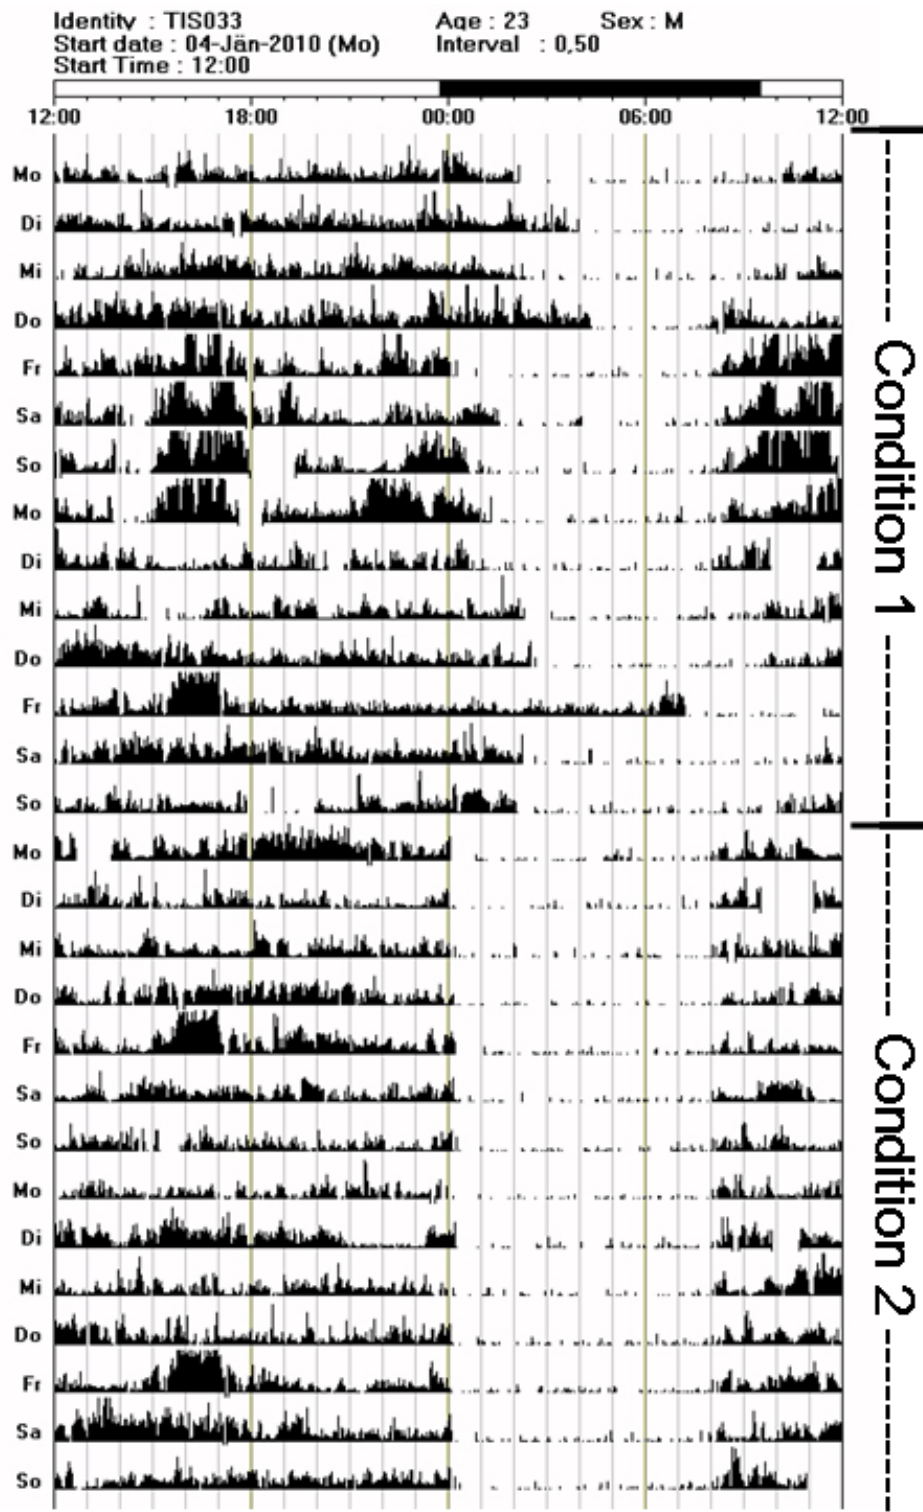 Identity : TIS033 Age : 23 Sex : M
Start date : 04-Jän-2010 (Mo) Interval : 0,50
Start Time : 12:00
12:00 18:00 00:00 06:00 12:00
Mo
Di
Mi
Do
Fr
Sa
So
Mo
Di
Mi
Do
Fr
Sa
So
Mo
Di
Mi
Do
Fr
Sa
So
Mo
Di
Mi
Do
Fr
Sa
So
Condition 1
Condition 2